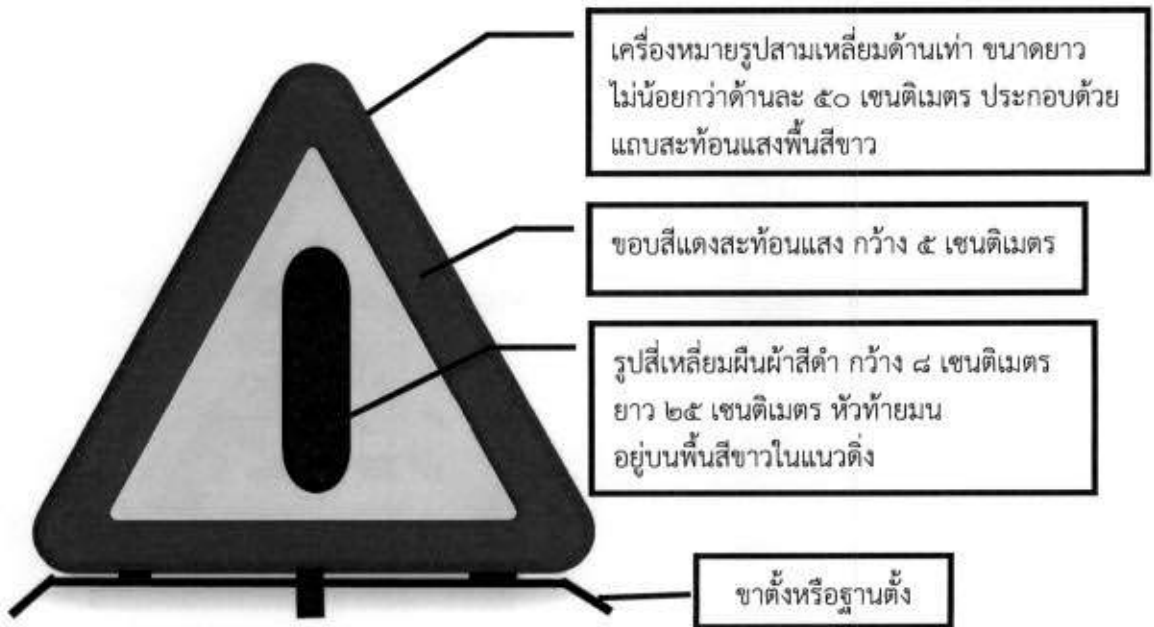 เครื่องหมายรูปสามเหลี่ยมด้านเท่า ขนาดยาว
ไม่น้อยกว่าด้านละ ๕๐ เซนติเมตร ประกอบด้วย
แถบสะท้อนแสงพื้นสีขาว
ขอบสีแดงสะท้อนแสง กว้าง ๕ เซนติเมตร
รูปสี่เหลี่ยมผืนผ้าสีดำ กว้าง ๘ เซนติเมตร
ยาว ๒๕ เซนติเมตร หัวท้ายมน
อยู่บนพื้นสีขาวในแนวดิ่ง
ขาตั้งหรือฐานตั้ง